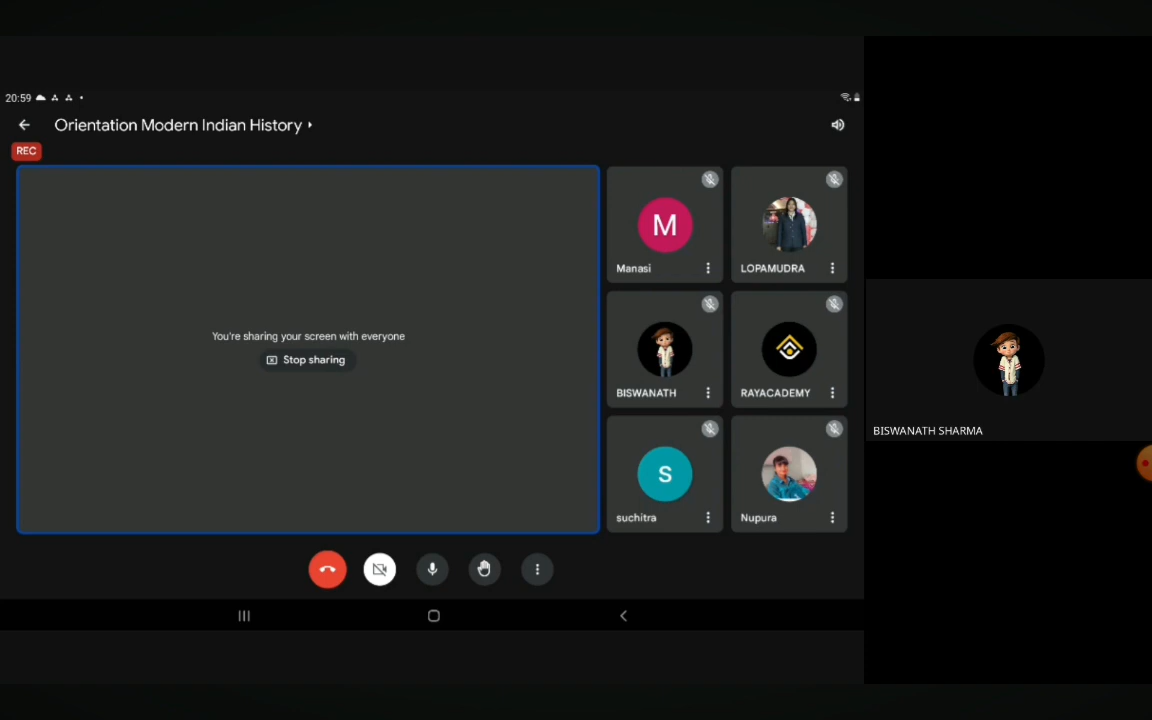 20:59
Orientation Modern Indian History
REC
You're sharing your screen with everyone
Stop sharing
M
Manasi
LOPAMUDRA
BISWANATH
RAYACADEMY
S
suchitra
Nupura
BISWANATH SHARMA